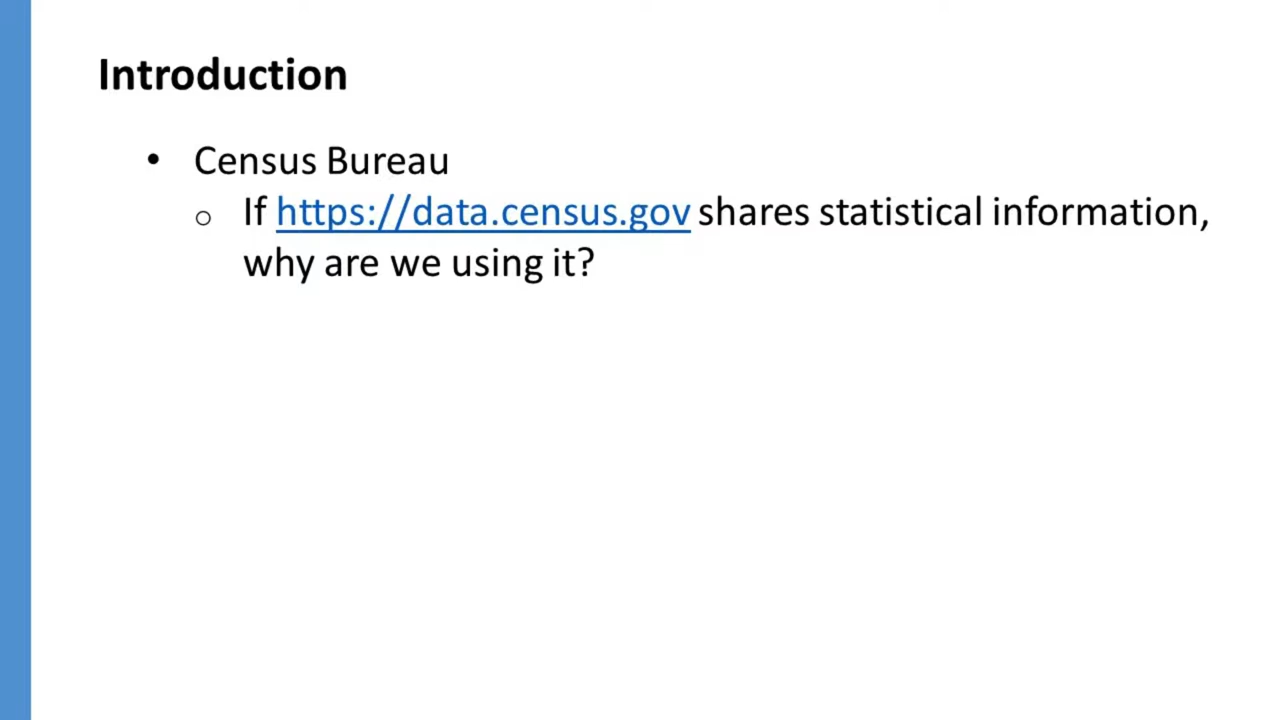 Introduction
• Census Bureau
o If https://data.census.gov shares statistical information,
why are we using it?